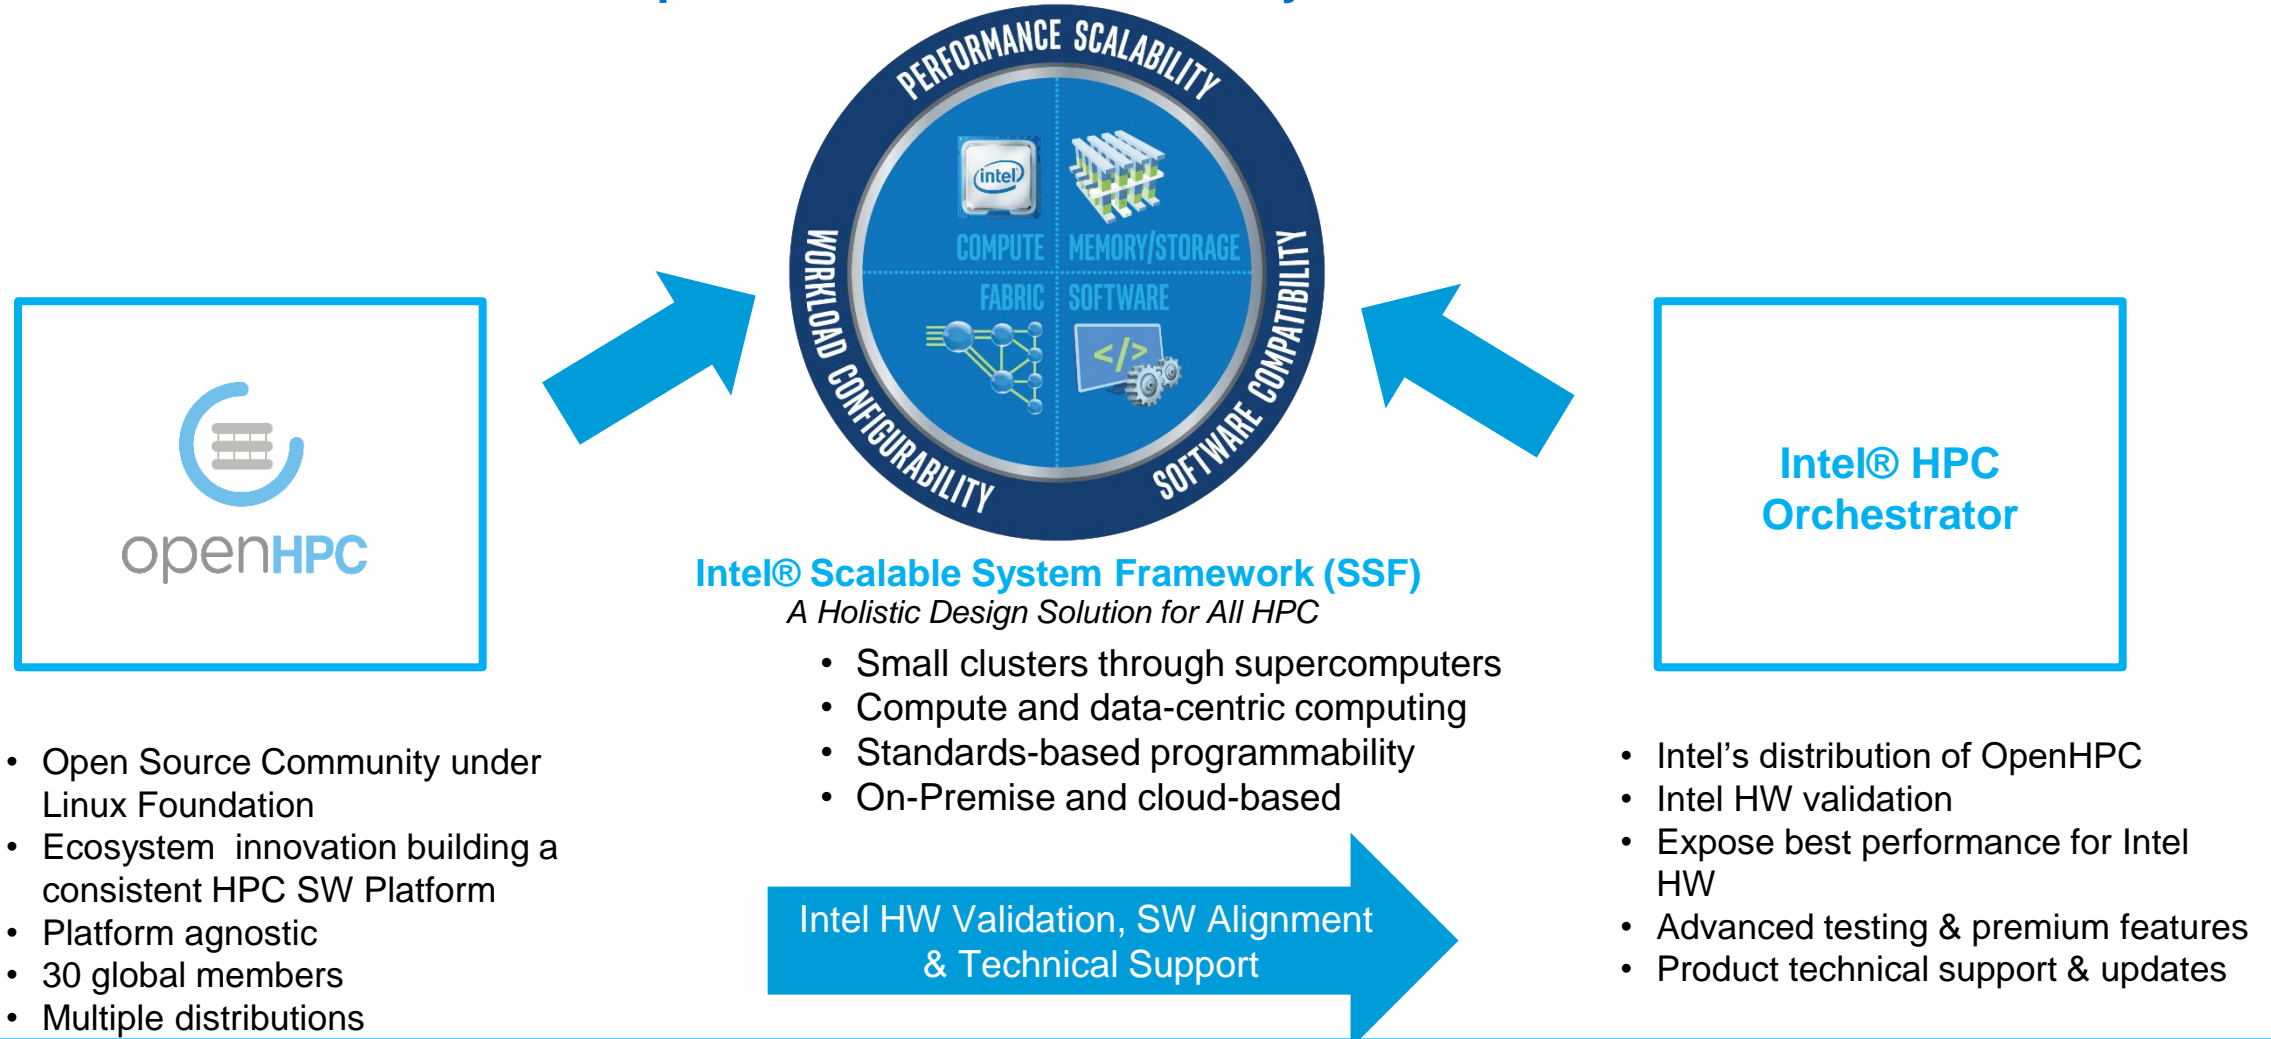 PERFORMANCE SCALABILITY
WORKLOAD CONFIGURABILITY
SOFTWARE COMPATIBILITY
intel
COMPUTE
MEMORY/STORAGE
FABRIC
SOFTWARE
</>
openHPC
Intel® HPC
Orchestrator
Intel® Scalable System Framework (SSF)
A Holistic Design Solution for All HPC
• Small clusters through supercomputers
• Compute and data-centric computing
• Standards-based programmability
• On-Premise and cloud-based
• Open Source Community under
Linux Foundation
• Ecosystem innovation building a
consistent HPC SW Platform
• Platform agnostic
• 30 global members
• Multiple distributions
Intel HW Validation, SW Alignment
& Technical Support
• Intel’s distribution of OpenHPC
• Intel HW validation
• Expose best performance for Intel
HW
• Advanced testing & premium features
• Product technical support & updates